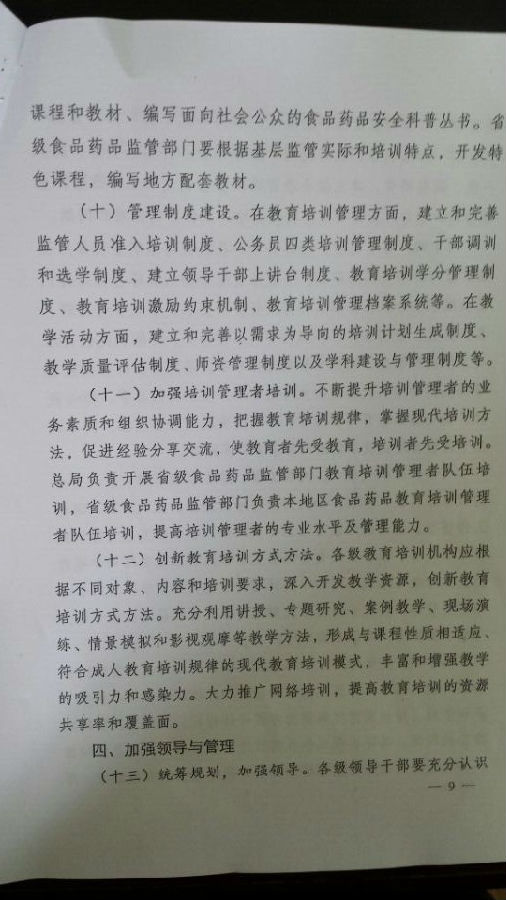 课程和教材、编写面向社会公众的食品药品安全科普丛书。省
级食品药品监管部门要根据基层监管实际和培训特点，开发特
色课程，编写地方配套教材。
（十）管理制度建设。在教育培训管理方面，建立和完善
监管人员准入培训制度、公务员四类培训管理制度、干部调训
和选学制度、建立领导干部上讲台制度、教育培训学分管理制
度、教育培训激励约束机制、教育培训管理档案系统等。在教
学活动方面，建立和完善以需求为导向的培训计划生成制度、
教学质量评估制度、师资管理制度以及学科建设与管理制度等。
（十一）加强培训管理者培训。不断提升培训管理者的业
务素质和组织协调能力，把握教育培训规律，掌握现代培训方
法，促进经验分享交流，使教育者先受教育，培训者先受培训。
总局负责开展省级食品药品监管部门教育培训管理者队伍培
训，省级食品药品监管部门负责本地区食品药品教育培训管理
者队伍培训，提高培训管理者的专业水平及管理能力。
（十二）创新教育培训方式方法。各级教育培训机构应根
据不同对象、内容和培训要求，深入开发教学资源，创新教育
培训方式方法。充分利用讲授、专题研究、案例教学、现场演
练、情景模拟和影视观摩等教学方法，形成与课程性质相适应、
符合成人教育培训规律的现代教育培训模式，丰富和增强教学
的吸引力和感染力。大力推广网络培训，提高教育培训的资源
共享率和覆盖面。
四、加强领导与管理
（十三）统筹规划，加强领导。各级领导干部要充分认识
— 9 —